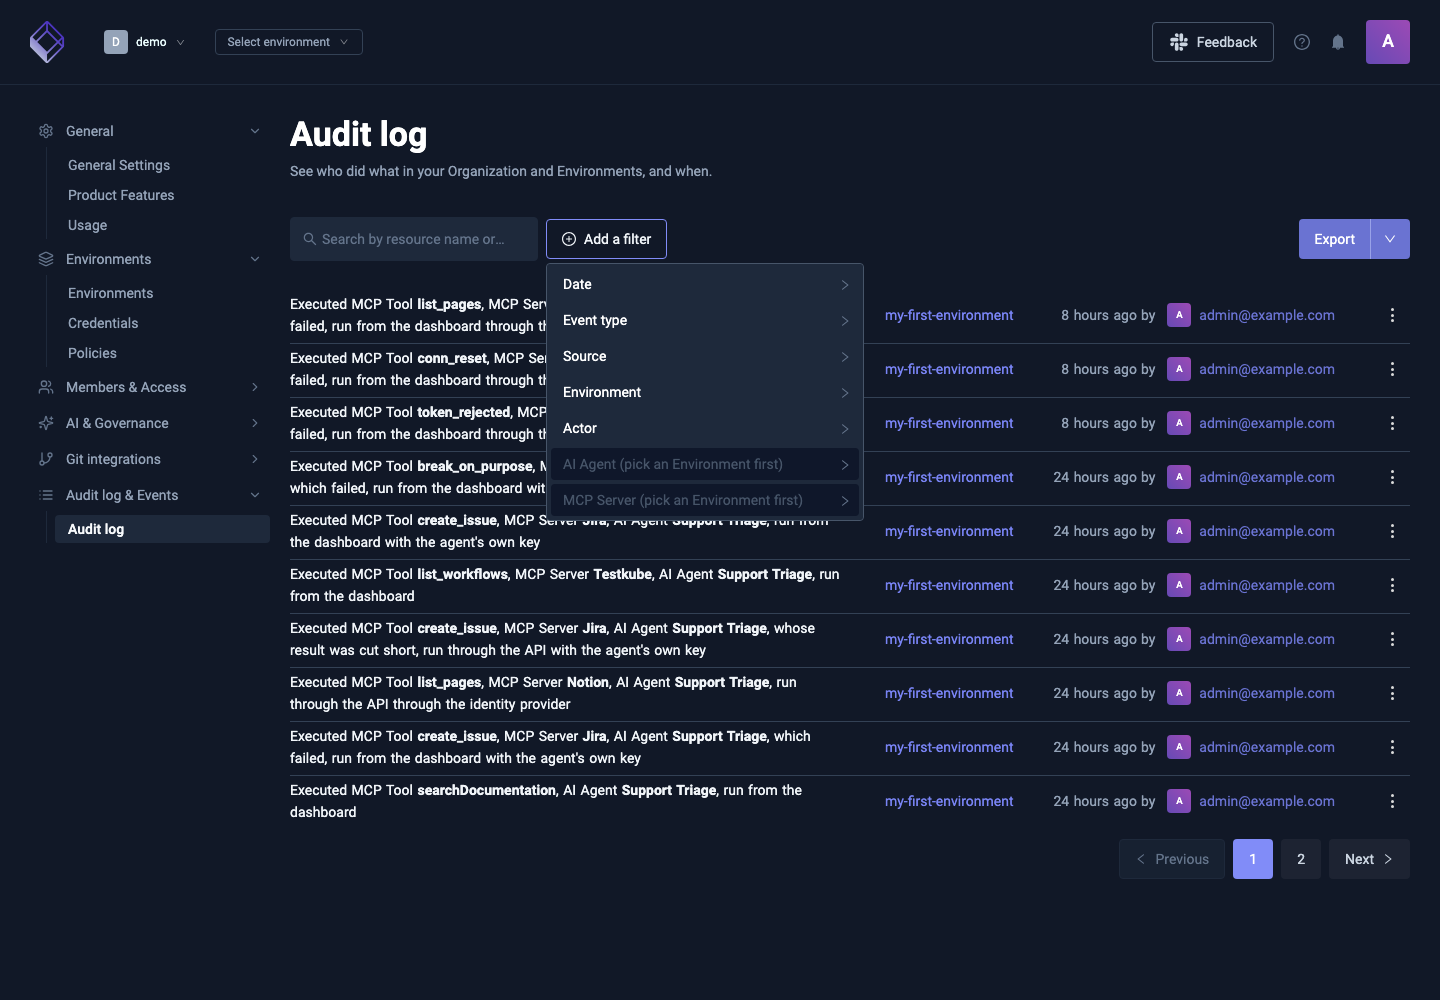 D demo
Select environment
Feedback
A
General
General Settings
Product Features
Usage
Environments
Environments
Credentials
Policies
Members & Access
AI & Governance
Git integrations
Audit log & Events
Audit log
Audit log
See who did what in your Organization and Environments, and when.
Search by resource name or...
Add a filter
Export
Date
Event type
Source
Environment
Actor
AI Agent (pick an Environment first)
MCP Server (pick an Environment first)
Executed MCP Tool list_pages, MCP Serv
failed, run from the dashboard through th
my-first-environment
8 hours ago by A admin@example.com
Executed MCP Tool conn_reset, MCP Se
failed, run from the dashboard through th
my-first-environment
8 hours ago by A admin@example.com
Executed MCP Tool token_rejected, MCP
failed, run from the dashboard through th
my-first-environment
8 hours ago by A admin@example.com
Executed MCP Tool break_on_purpose, M
which failed, run from the dashboard wit
my-first-environment
24 hours ago by A admin@example.com
Executed MCP Tool create_issue, MCP Server Jira, AI Agent Support Triage, run from
the dashboard with the agent's own key
my-first-environment
24 hours ago by A admin@example.com
Executed MCP Tool list_workflows, MCP Server Testkube, AI Agent Support Triage, run
from the dashboard
my-first-environment
24 hours ago by A admin@example.com
Executed MCP Tool create_issue, MCP Server Jira, AI Agent Support Triage, whose
result was cut short, run through the API with the agent's own key
my-first-environment
24 hours ago by A admin@example.com
Executed MCP Tool list_pages, MCP Server Notion, AI Agent Support Triage, run
through the API through the identity provider
my-first-environment
24 hours ago by A admin@example.com
Executed MCP Tool create_issue, MCP Server Jira, AI Agent Support Triage, which
failed, run from the dashboard with the agent's own key
my-first-environment
24 hours ago by A admin@example.com
Executed MCP Tool searchDocumentation, AI Agent Support Triage, run from the
dashboard
my-first-environment
24 hours ago by A admin@example.com
Previous 1 2 Next